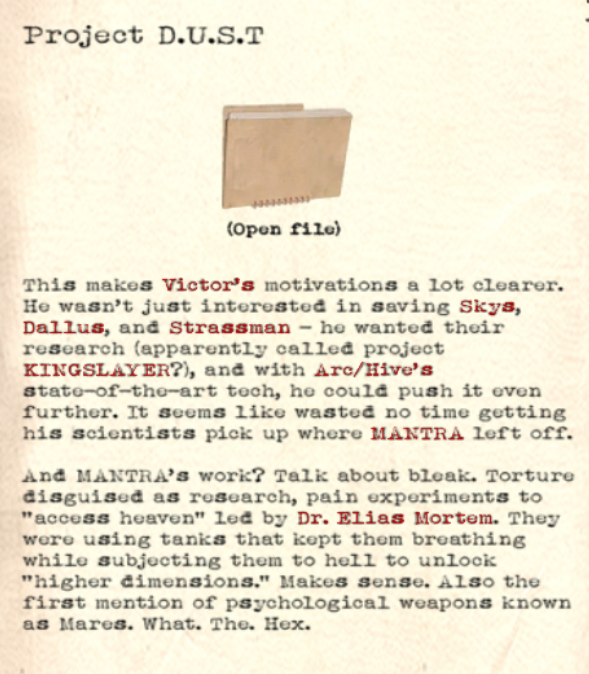 Project D.U.S.T
(Open file)
This makes Victor's motivations a lot clearer.
He wasn't just interested in saving Skys,
Dallus, and Strassman – he wanted their
research (apparently called project
KINGSLAYER?), and with Arc/Hive's
state-of-the-art tech, he could push it even
further. It seems like wasted no time getting
his scientists pick up where MANTRA left off.
And MANTRA's work? Talk about bleak. Torture
disguised as research, pain experiments to
"access heaven" led by Dr. Elias Mortem. They
were using tanks that kept them breathing
while subjecting them to hell to unlock
"higher dimensions." Makes sense. Also the
first mention of psychological weapons known
as Mares. What. The. Hex.